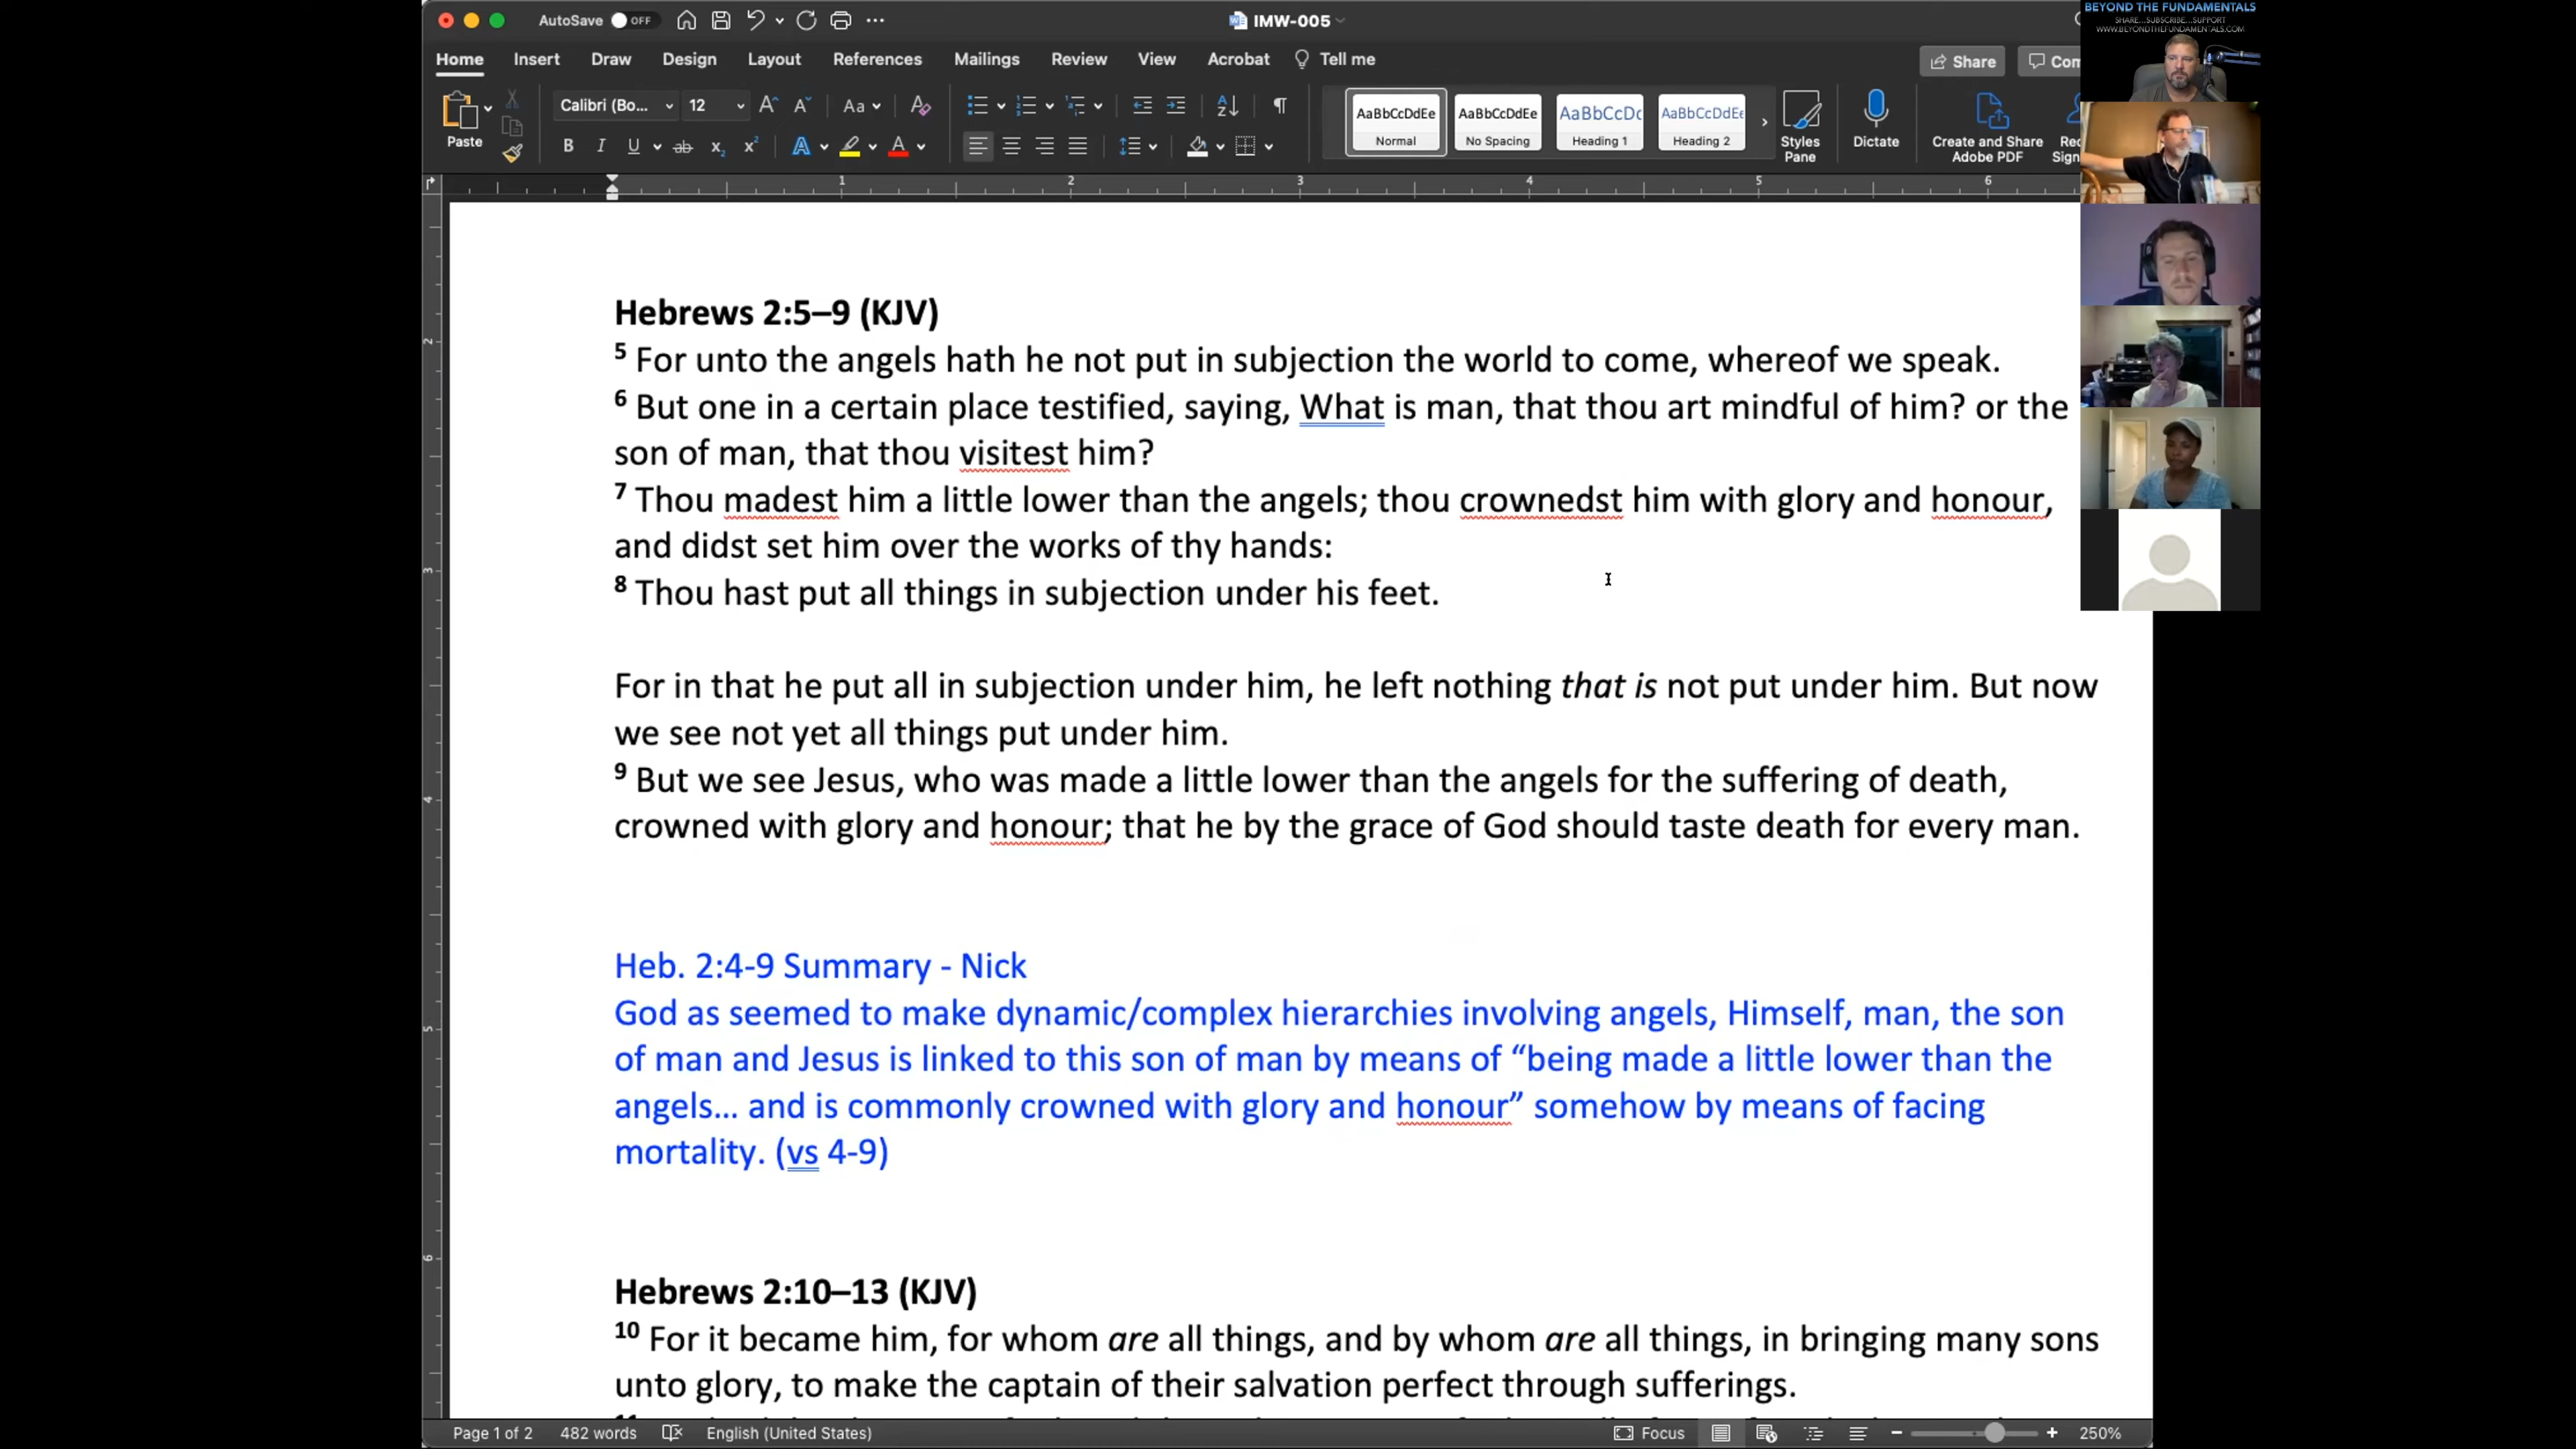 AutoSave OFF
IMW-005
BEYOND THE FUNDAMENTALS
SHARE...SUBSCRIBE...SUPPORT
WWW.BEYONDTHEFUNDAMENTALS.COM
Home Insert Draw Design Layout References Mailings Review View Acrobat Tell me
Share
Calibri (Bo... 12
Paste
AaBbCcDdEe AaBbCcDdEe AaBbCcDc AaBbCcDdEe
Normal No Spacing Heading 1 Heading 2
Styles Pane
Dictate
Create and Share Adobe PDF
1 2 3 4 5 6
Hebrews 2:5–9 (KJV)
5 For unto the angels hath he not put in subjection the world to come, whereof we speak.
6 But one in a certain place testified, saying, What is man, that thou art mindful of him? or the
son of man, that thou visitest him?
7 Thou madest him a little lower than the angels; thou crownedst him with glory and honour,
and didst set him over the works of thy hands:
8 Thou hast put all things in subjection under his feet.
For in that he put all in subjection under him, he left nothing that is not put under him. But now
we see not yet all things put under him.
9 But we see Jesus, who was made a little lower than the angels for the suffering of death,
crowned with glory and honour; that he by the grace of God should taste death for every man.
Heb. 2:4-9 Summary - Nick
God as seemed to make dynamic/complex hierarchies involving angels, Himself, man, the son
of man and Jesus is linked to this son of man by means of “being made a little lower than the
angels... and is commonly crowned with glory and honour” somehow by means of facing
mortality. (vs 4-9)
Hebrews 2:10–13 (KJV)
10 For it became him, for whom are all things, and by whom are all things, in bringing many sons
unto glory, to make the captain of their salvation perfect through sufferings.
Page 1 of 2 482 words English (United States) Focus 250%